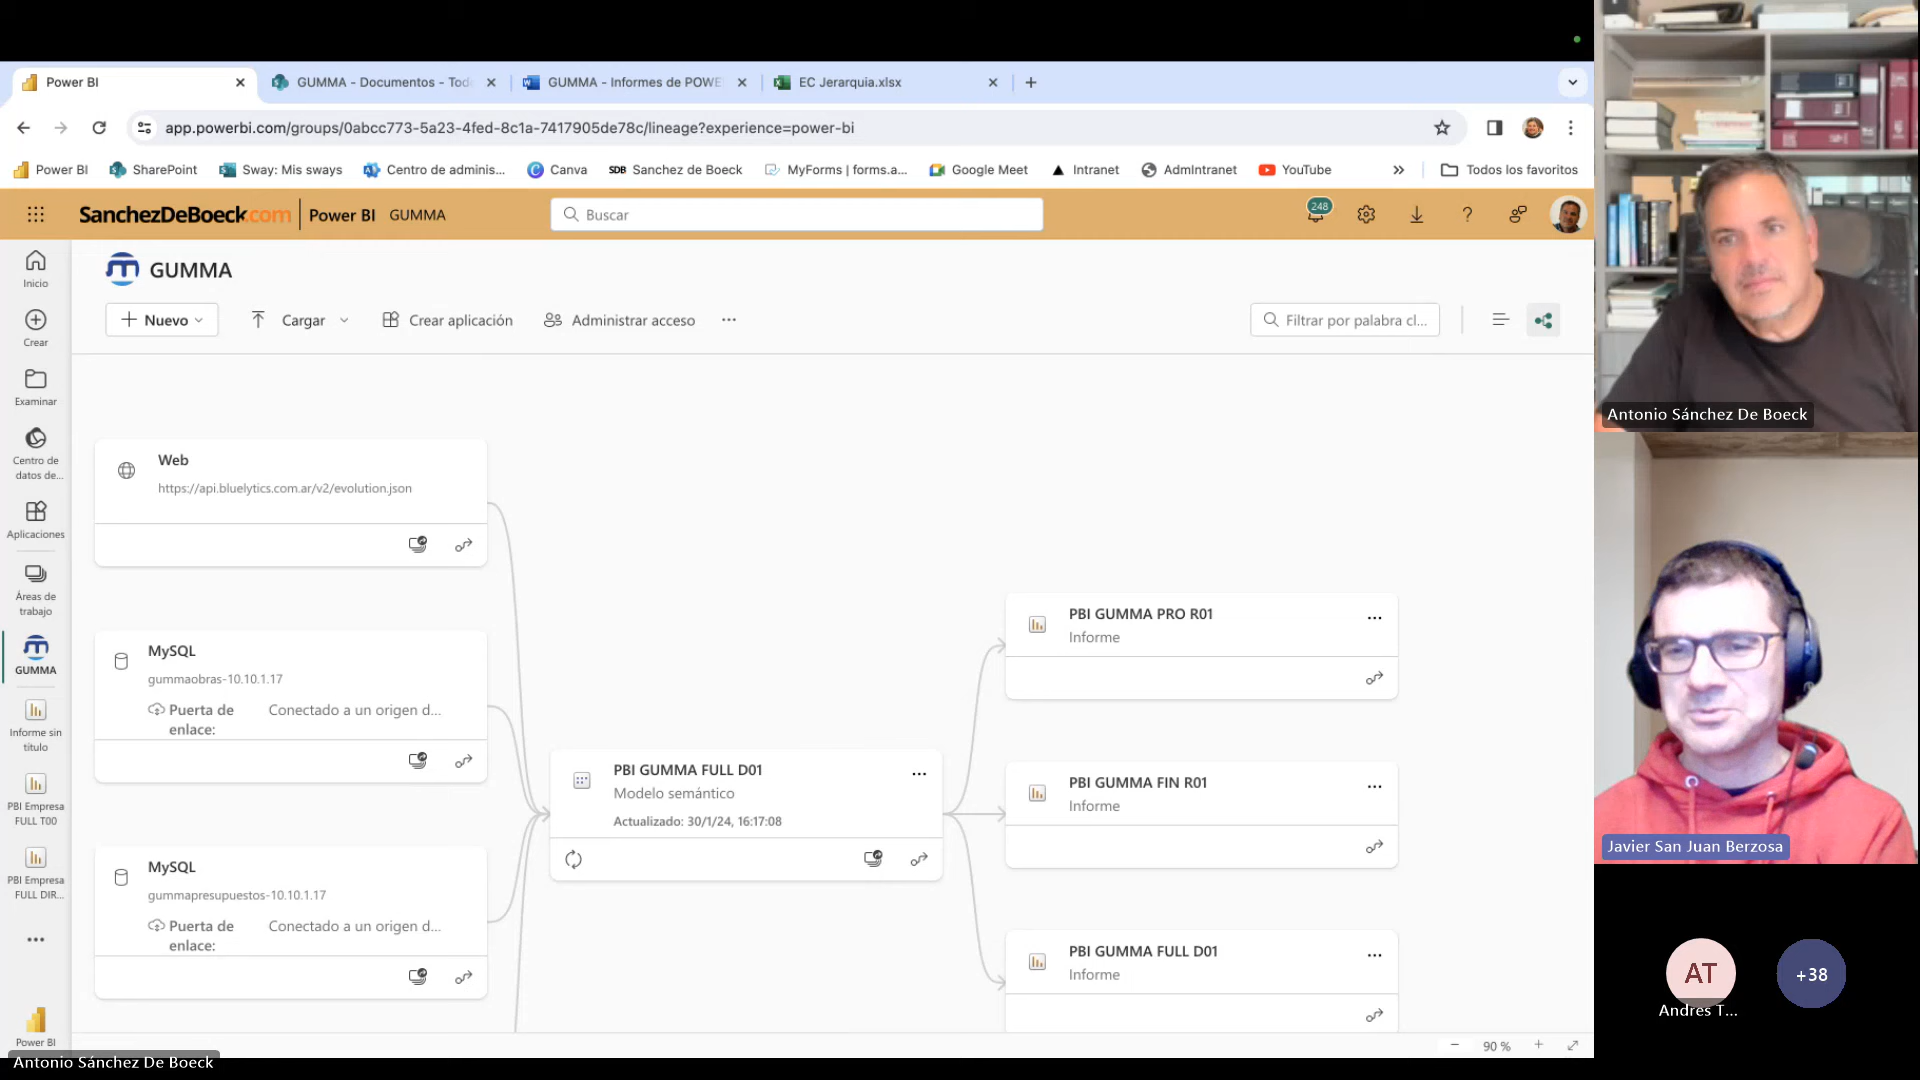 Power BI
GUMMA - Documentos - Tod
GUMMA - Informes de POWE
EC Jerarquia.xlsx
app.powerbi.com/groups/0abcc773-5a23-4fed-8c1a-7417905de78c/lineage?experience=power-bi
Power BI
SharePoint
Sway: Mis sways
Centro de adminis...
Canva
SDB Sanchez de Boeck
MyForms | forms.a...
Google Meet
Intranet
AdmIntranet
YouTube
Todos los favoritos
SanchezDeBoeck.com
Power BI
GUMMA
Buscar
248
Inicio
Crear
Examinar
Centro de
datos de...
Aplicaciones
Áreas de
trabajo
GUMMA
Informe sin
título
PBI Empresa
FULL T00
PBI Empresa
FULL DIR...
Power BI
GUMMA
Nuevo
Cargar
Crear aplicación
Administrar acceso
Filtrar por palabra cl...
Web
https://api.bluelytics.com.ar/v2/evolution.json
MySQL
gummaobras-10.10.1.17
Puerta de
enlace:
Conectado a un origen d...
MySQL
gummapresupuestos-10.10.1.17
Puerta de
enlace:
Conectado a un origen d...
PBI GUMMA FULL D01
Modelo semántico
Actualizado: 30/1/24, 16:17:08
PBI GUMMA PRO R01
Informe
PBI GUMMA FIN R01
Informe
PBI GUMMA FULL D01
Informe
90 %
Antonio Sánchez De Boeck
Antonio Sánchez De Boeck
Javier San Juan Berzosa
AT
Andres T...
+38